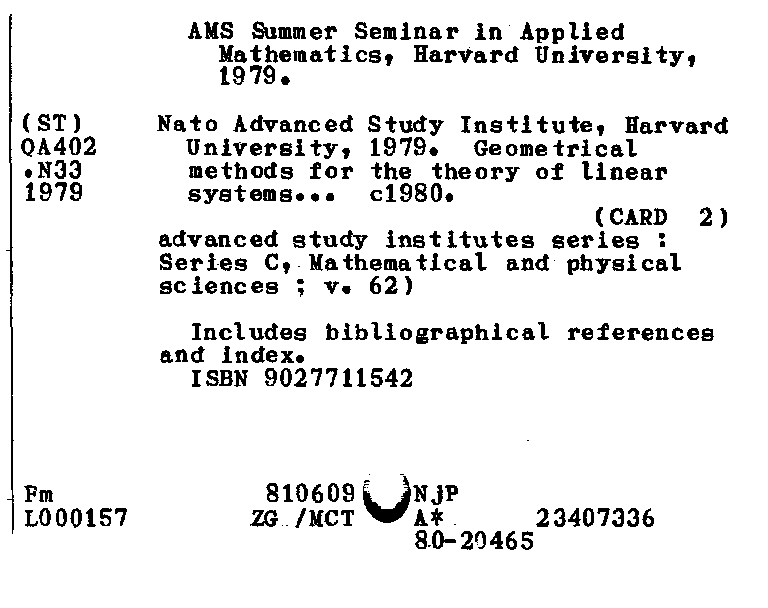 AMS Summer Seminar in Applied
Mathematics, Harvard University,
1979.
(ST) Nato Advanced Study Institute, Harvard
QA402 University, 1979. Geometrical
.N33 methods for the theory of linear
1979 systems... c1980.
(CARD 2)
advanced study institutes series :
Series C, Mathematical and physical
sciences ; v. 62)
Includes bibliographical references
and index.
ISBN 9027711542
Fm 810609 NJP
L000157 ZG /MCT A* 23407336
80-20465